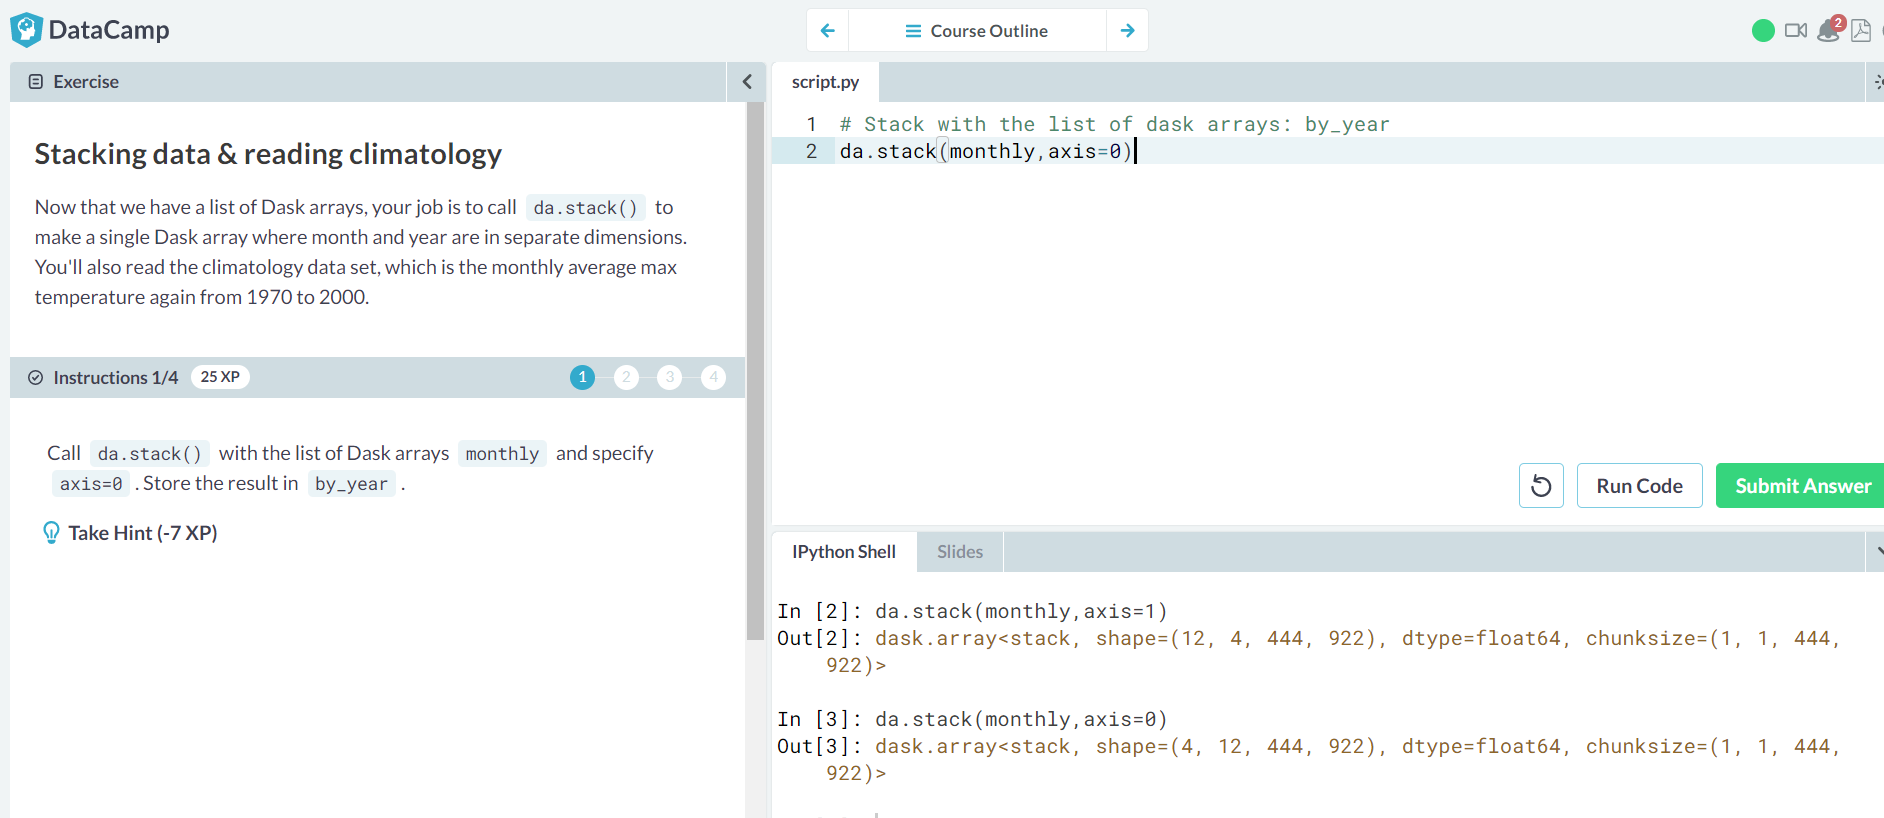 DataCamp
Course Outline
2
Exercise
Stacking data & reading climatology
Now that we have a list of Dask arrays, your job is to call da.stack() to
make a single Dask array where month and year are in separate dimensions.
You'll also read the climatology data set, which is the monthly average max
temperature again from 1970 to 2000.
Instructions 1/4 25 XP
1 2 3 4
Call da.stack() with the list of Dask arrays monthly and specify
axis=0 . Store the result in by_year .
Take Hint (-7 XP)
script.py
1 # Stack with the list of dask arrays: by_year
2 da.stack(monthly,axis=0)
Run Code
Submit Answer
IPython Shell
Slides
In [2]: da.stack(monthly,axis=1)
Out[2]: dask.array<stack, shape=(12, 4, 444, 922), dtype=float64, chunksize=(1, 1, 444,
922)>
In [3]: da.stack(monthly,axis=0)
Out[3]: dask.array<stack, shape=(4, 12, 444, 922), dtype=float64, chunksize=(1, 1, 444,
922)>